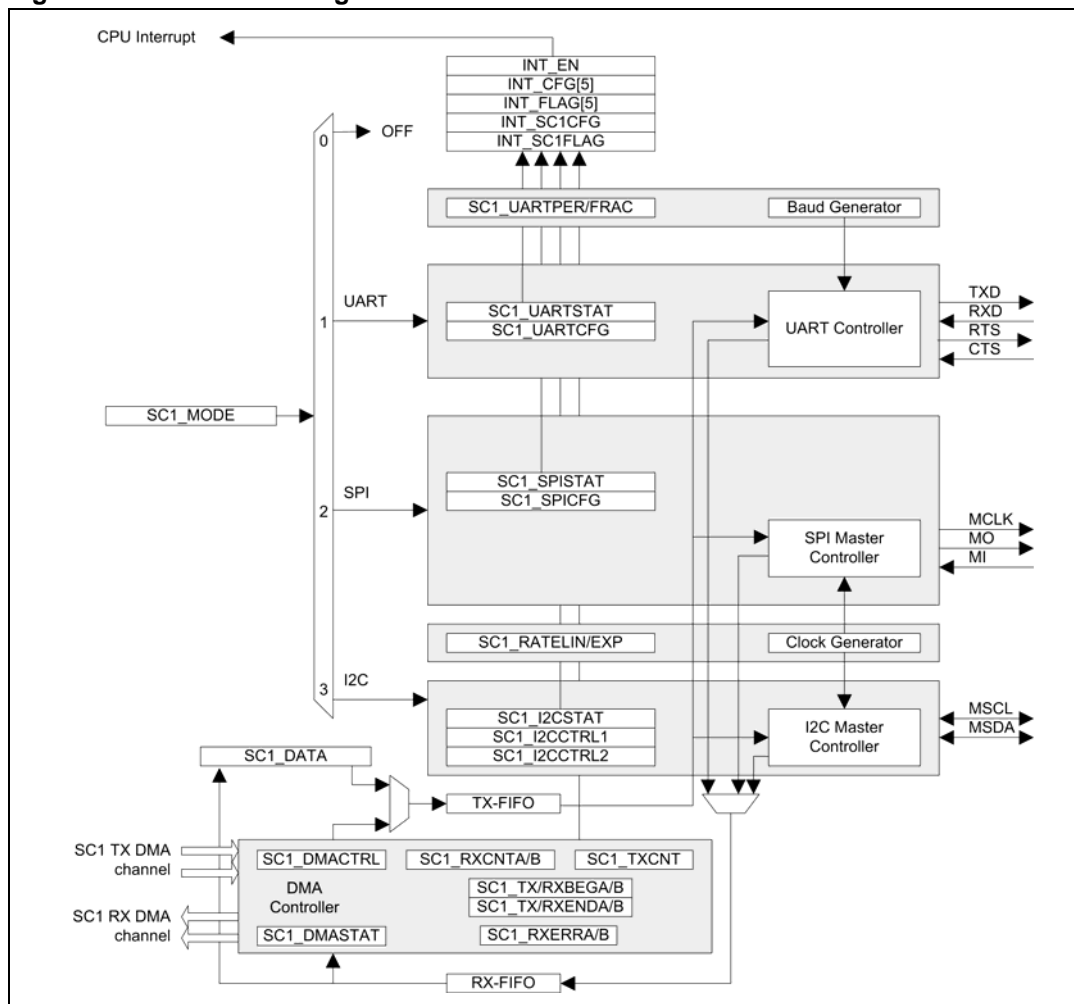 CPU Interrupt
INT_EN
INT_CFG[5]
INT_FLAG[5]
INT_SC1CFG
INT_SC1FLAG
0
OFF
SC1_UARTPER/FRAC
Baud Generator
UART
1
SC1_UARTSTAT
SC1_UARTCFG
UART Controller
TXD
RXD
RTS
CTS
SC1_MODE
SPI
2
SC1_SPISTAT
SC1_SPICFG
SPI Master
Controller
MCLK
MO
MI
SC1_RATELIN/EXP
Clock Generator
3
I2C
SC1_I2CSTAT
SC1_I2CCTRL1
SC1_I2CCTRL2
I2C Master
Controller
MSCL
MSDA
SC1_DATA
TX-FIFO
SC1 TX DMA
channel
SC1_DMACTRL
SC1_RXCNTA/B
SC1_TXCNT
DMA
Controller
SC1_TX/RXBEGA/B
SC1_TX/RXENDA/B
SC1 RX DMA
channel
SC1_DMASTAT
SC1_RXERRA/B
RX-FIFO